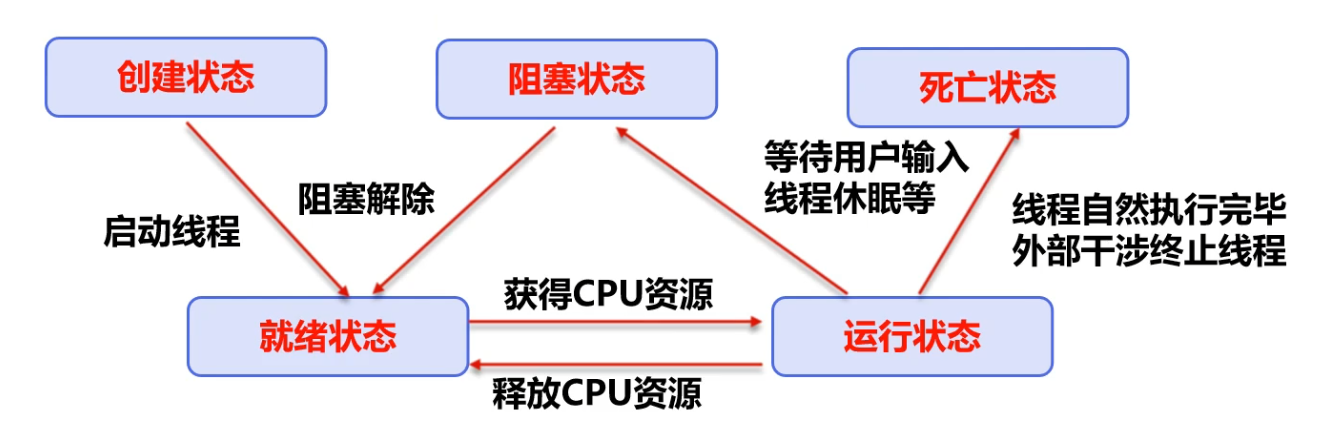 创建状态
阻塞状态
死亡状态
等待用户输入
线程休眠等
阻塞解除
启动线程
线程自然执行完毕
外部干涉终止线程
获得CPU资源
就绪状态
运行状态
释放CPU资源